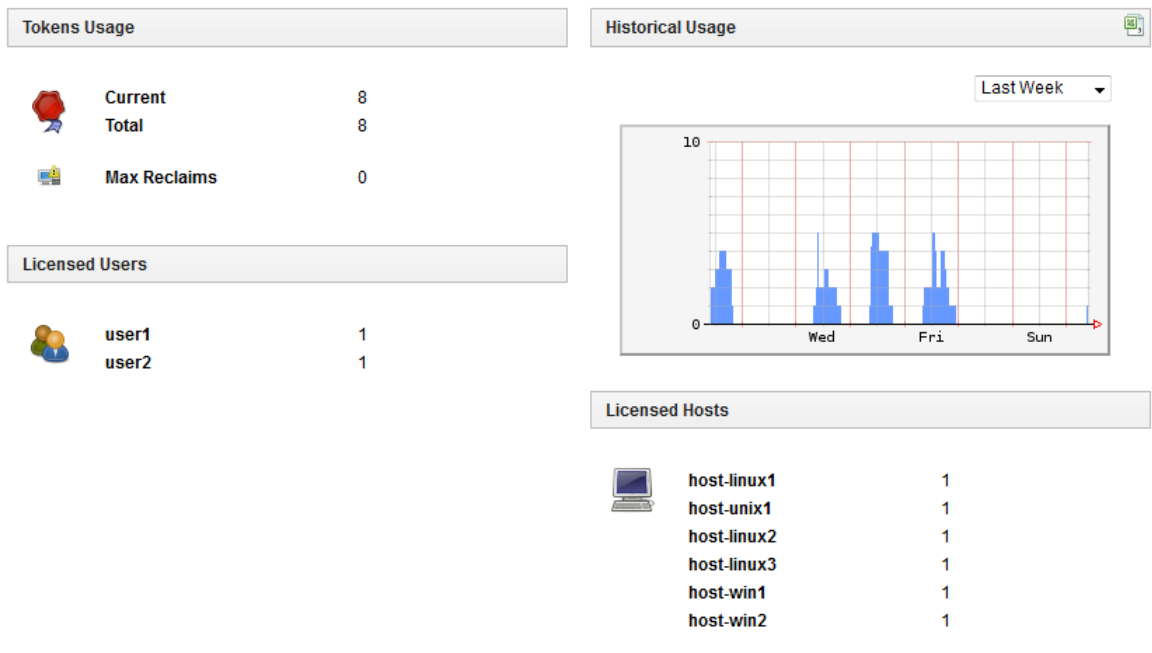 Tokens Usage
Current 8
Total 8
Max Reclaims 0
Licensed Users
user1 1
user2 1
Historical Usage
Last Week
10
0
Wed Fri Sun
Licensed Hosts
host-linux1 1
host-unix1 1
host-linux2 1
host-linux3 1
host-win1 1
host-win2 1